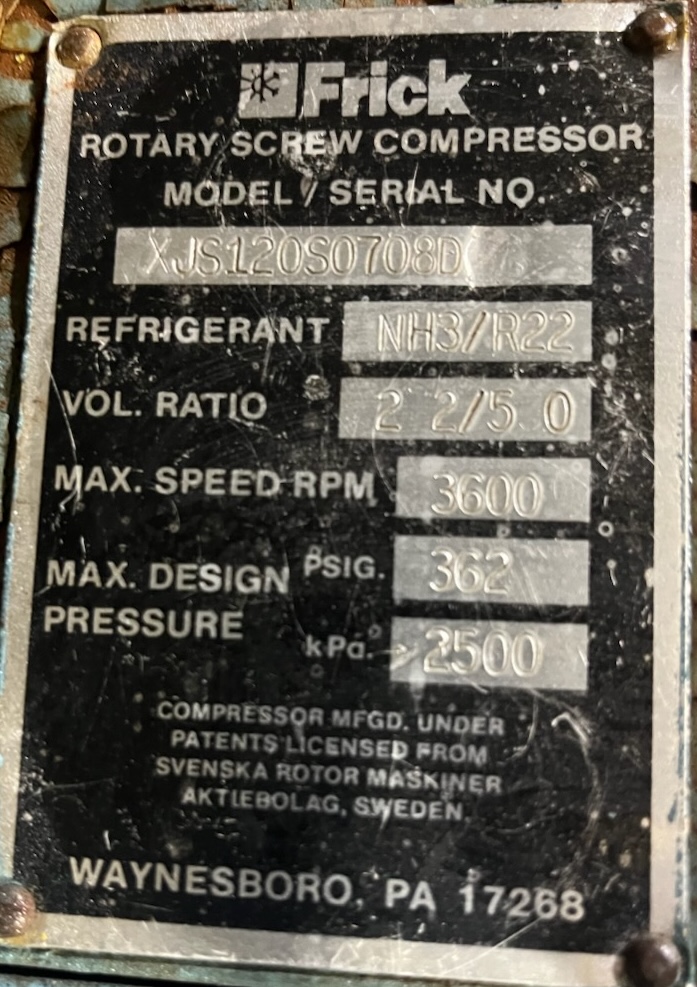 Frick
ROTARY SCREW COMPRESSOR
MODEL / SERIAL NO.
XJS120S0708D
REFRIGERANT NH3/R22
VOL. RATIO 2 2/5 0
MAX. SPEED RPM 3600
MAX. DESIGN PSIG. 362
PRESSURE kPa. 2500
COMPRESSOR MFGD. UNDER
PATENTS LICENSED FROM
SVENSKA ROTOR MASKINER
AKTIEBOLAG, SWEDEN.
WAYNESBORO, PA 17268